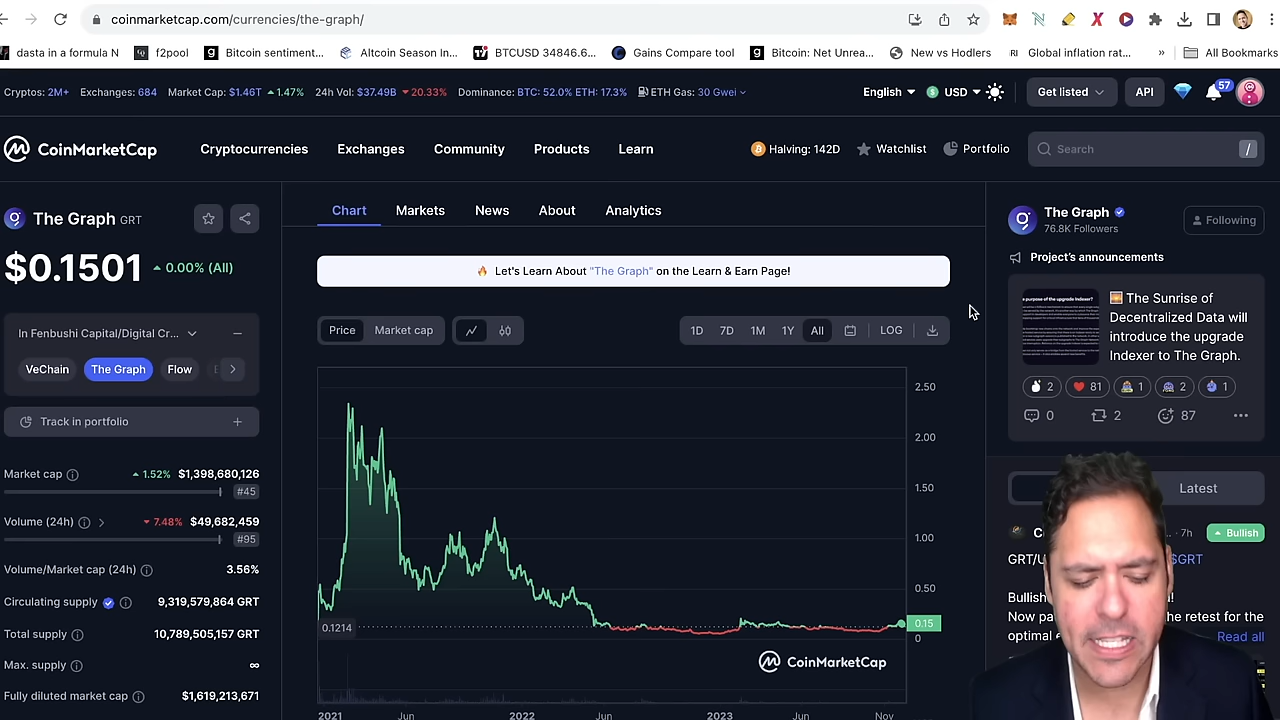 coinmarketcap.com/currencies/the-graph/
dasta in a formula N
f2pool
Bitcoin sentiment...
Altcoin Season In...
BTCUSD 34846.6...
Gains Compare tool
Bitcoin: Net Unrea...
New vs Hodlers
Global inflation rat...
»
All Bookmarks
Cryptos: 2M+ Exchanges: 684 Market Cap: $1.46T 1.47% 24h Vol: $37.49B 20.33% Dominance: BTC: 52.0% ETH: 17.3% ETH Gas: 30 Gwei
English
USD
Get listed
API
57
CoinMarketCap
Cryptocurrencies
Exchanges
Community
Products
Learn
Halving: 142D
Watchlist
Portfolio
Search
/
The Graph GRT
$0.1501 0.00% (All)
In Fenbushi Capital/Digital Cr...
VeChain
The Graph
Flow
Track in portfolio
+
Market cap 1.52% $1,398,680,126
#45
Volume (24h) 7.48% $49,682,459
#95
Volume/Market cap (24h) 3.56%
Circulating supply 9,319,579,864 GRT
Total supply 10,789,505,157 GRT
Max. supply ∞
Fully diluted market cap $1,619,213,671
Chart
Markets
News
About
Analytics
Let's Learn About "The Graph" on the Learn & Earn Page!
Price
Market cap
1D
7D
1M
1Y
All
LOG
2.50
2.00
1.50
1.00
0.50
0.15
0
0.1214
CoinMarketCap
2021
Jun
2022
Jun
2023
Jun
Nov
The Graph
76.8K Followers
Following
Project's announcements
The Sunrise of
Decentralized Data will
introduce the upgrade
Indexer to The Graph.
2
81
1
2
1
0
2
87
Latest
7h
Bullish
GRT/
GRT
Bullish
Now
he retest for the
optimal
Read all